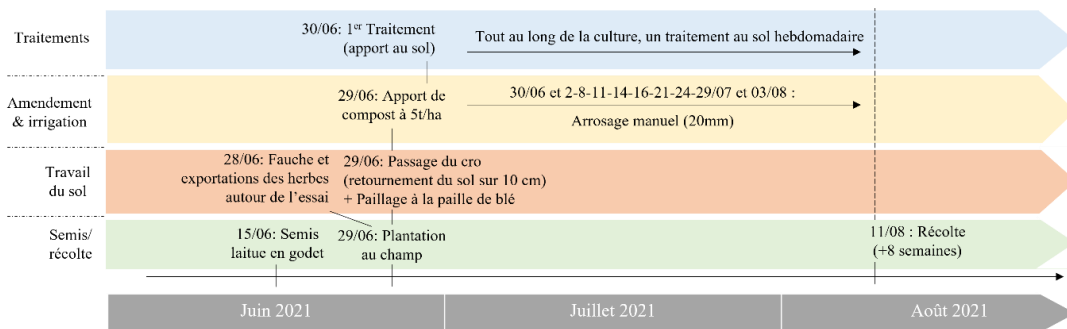 Traitements
30/06: 1er Traitement
(apport au sol)
Tout au long de la culture, un traitement au sol hebdomadaire
Amendement
& irrigation
29/06: Apport de
compost à 5t/ha
30/06 et 2-8-11-14-16-21-24-29/07 et 03/08 :
Arrosage manuel (20mm)
Travail
du sol
28/06: Fauche et
exportations des herbes
autour de l'essai
29/06: Passage du cro
(retournement du sol sur 10 cm)
+ Paillage à la paille de blé
Semis/
récolte
15/06: Semis
laitue en godet
29/06: Plantation
au champ
11/08 : Récolte
(+8 semaines)
Juin 2021
Juillet 2021
Août 2021